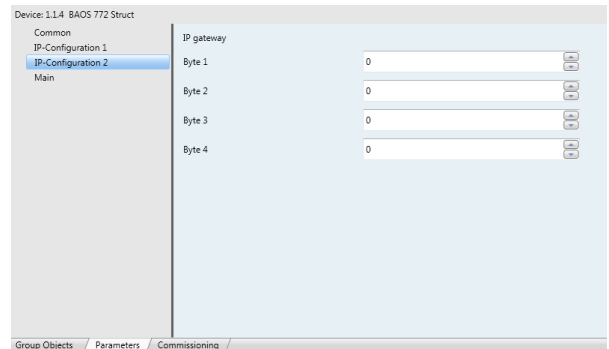 Device: 1.1.4 BAOS 772 Struct
Common
IP-Configuration 1
IP-Configuration 2
Main
IP gateway
Byte 1 0
Byte 2 0
Byte 3 0
Byte 4 0
Group Objects Parameters Commissioning